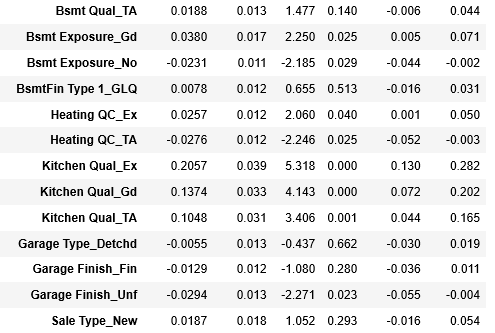 Bsmt Qual_TA 0.0188 0.013 1.477 0.140 -0.006 0.044
Bsmt Exposure_Gd 0.0380 0.017 2.250 0.025 0.005 0.071
Bsmt Exposure_No -0.0231 0.011 -2.185 0.029 -0.044 -0.002
BsmtFin Type 1_GLQ 0.0078 0.012 0.655 0.513 -0.016 0.031
Heating QC_Ex 0.0257 0.012 2.060 0.040 0.001 0.050
Heating QC_TA -0.0276 0.012 -2.246 0.025 -0.052 -0.003
Kitchen Qual_Ex 0.2057 0.039 5.318 0.000 0.130 0.282
Kitchen Qual_Gd 0.1374 0.033 4.143 0.000 0.072 0.202
Kitchen Qual_TA 0.1048 0.031 3.406 0.001 0.044 0.165
Garage Type_Detchd -0.0055 0.013 -0.437 0.662 -0.030 0.019
Garage Finish_Fin -0.0129 0.012 -1.080 0.280 -0.036 0.011
Garage Finish_Unf -0.0294 0.013 -2.271 0.023 -0.055 -0.004
Sale Type_New 0.0187 0.018 1.052 0.293 -0.016 0.054